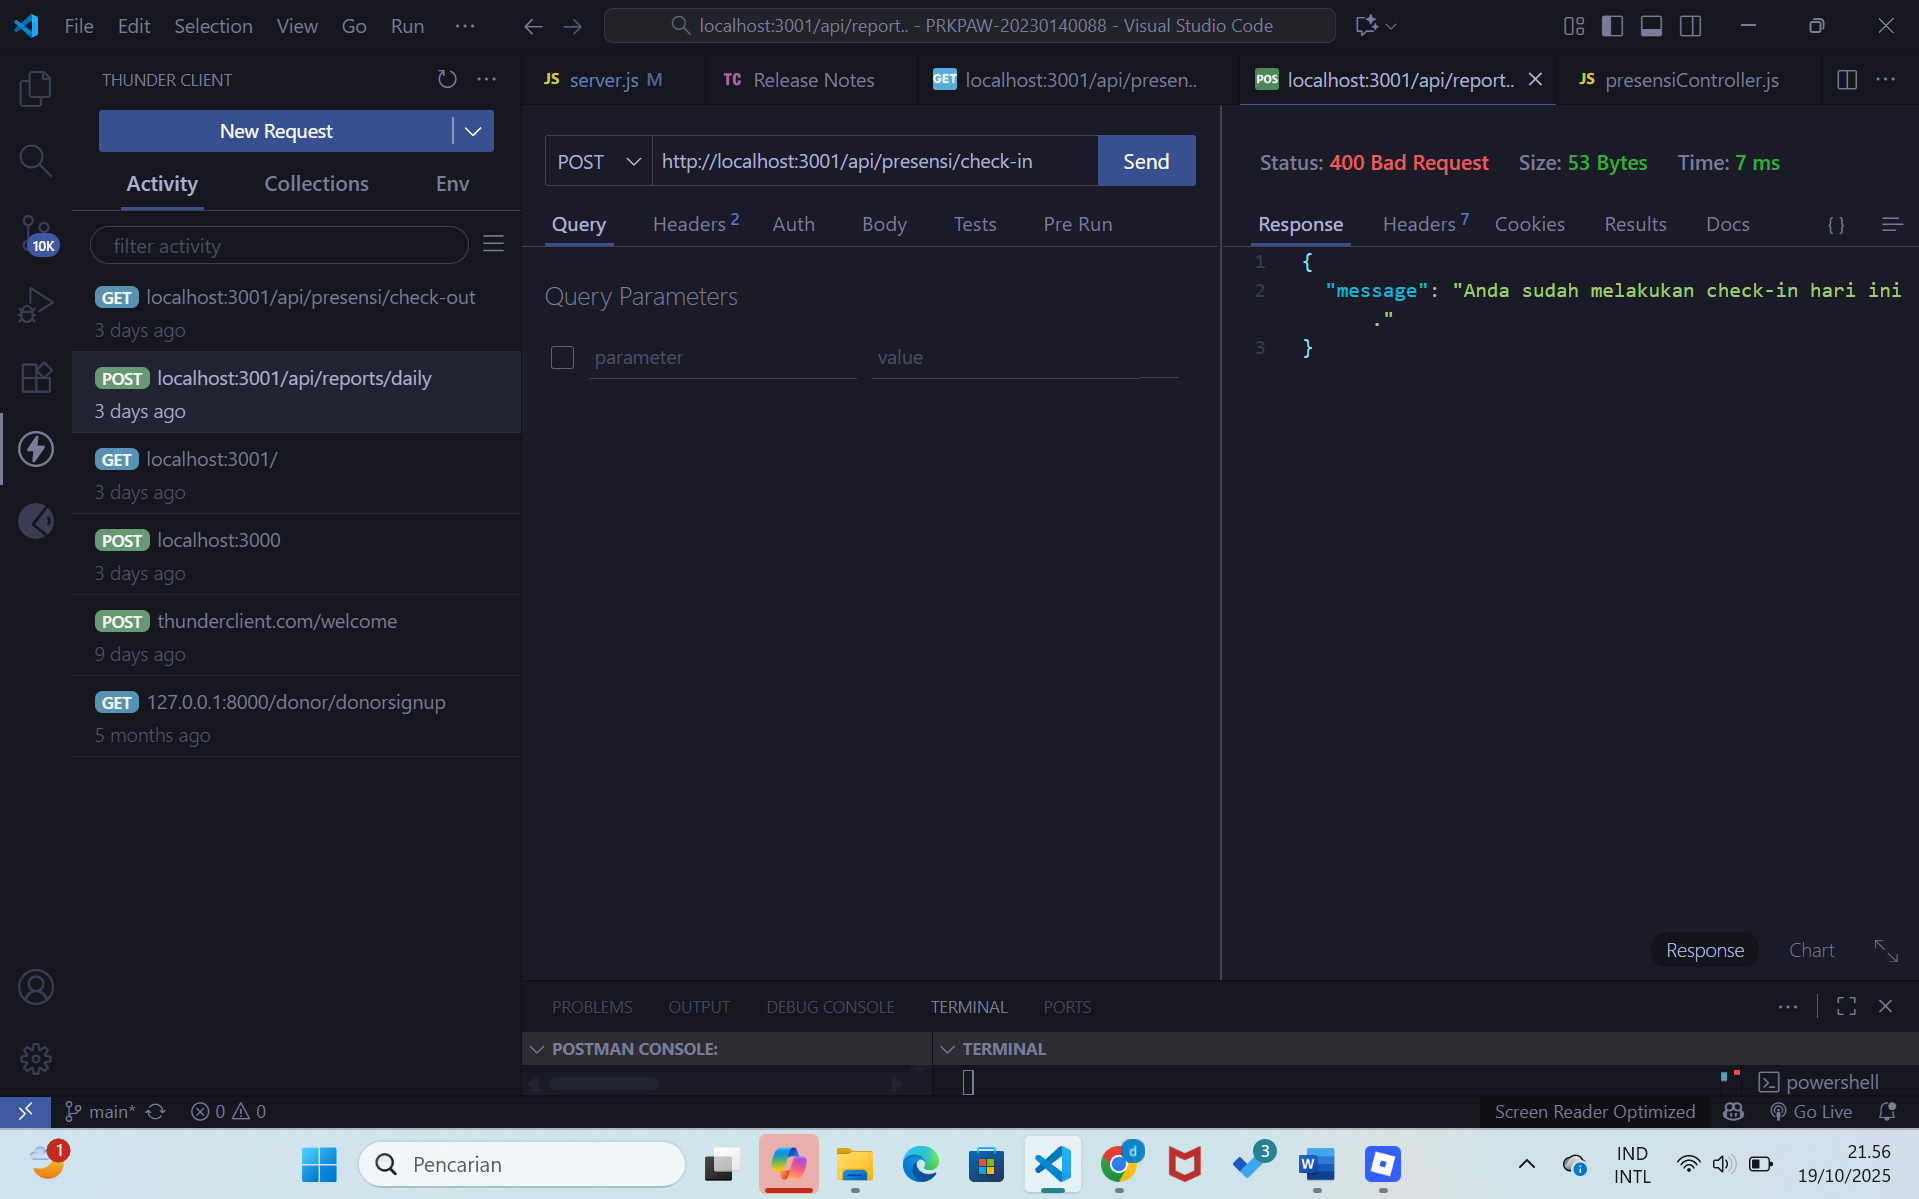 File Edit Selection View Go Run ...
localhost:3001/api/report.. - PRKPAW-20230140088 - Visual Studio Code
THUNDER CLIENT
New Request
Activity Collections Env
filter activity
10K
GET localhost:3001/api/presensi/check-out
3 days ago
POST localhost:3001/api/reports/daily
3 days ago
GET localhost:3001/
3 days ago
POST localhost:3000
3 days ago
POST thunderclient.com/welcome
9 days ago
GET 127.0.0.1:8000/donor/donorsignup
5 months ago
JS server.js M
TC Release Notes
GET localhost:3001/api/presen..
POS localhost:3001/api/report..
JS presensiController.js
POST http://localhost:3001/api/presensi/check-in Send
Query Headers 2 Auth Body Tests Pre Run
Query Parameters
parameter value
Status: 400 Bad Request Size: 53 Bytes Time: 7 ms
Response Headers 7 Cookies Results Docs { }
1 {
2 "message": "Anda sudah melakukan check-in hari ini
."
3 }
Response Chart
PROBLEMS OUTPUT DEBUG CONSOLE TERMINAL PORTS
POSTMAN CONSOLE: TERMINAL
powershell
main* 0 0
Screen Reader Optimized Go Live
1
Pencarian
d
3
W
IND
INTL
21.56
19/10/2025